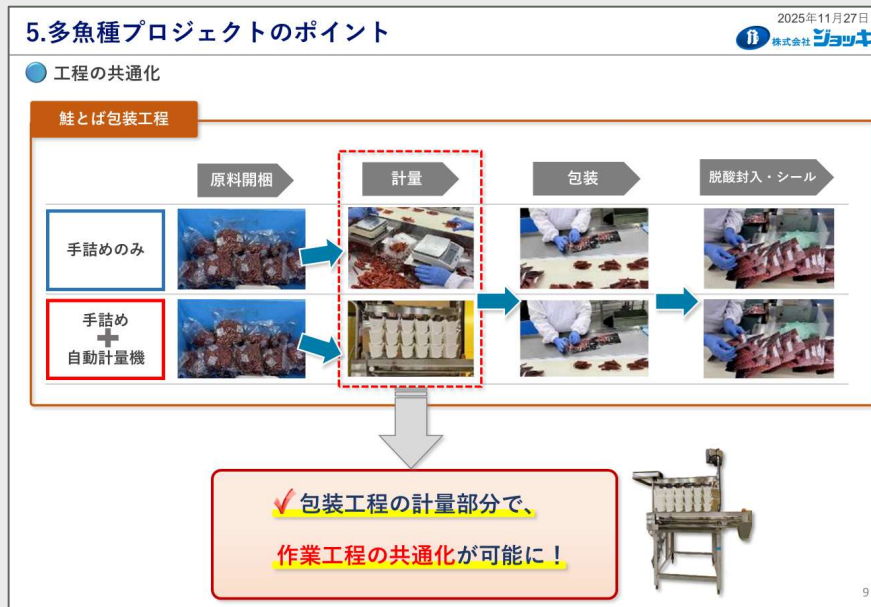 5.多魚種プロジェクトのポイント
2025年11月27日
株式会社 ジョッキ
工程の共通化
鮭とば包装工程
原料開梱
計量
包装
脱酸封入・シール
手詰めのみ
手詰め
+
自動計量機
✓包装工程の計量部分で、
作業工程の共通化が可能に！
9